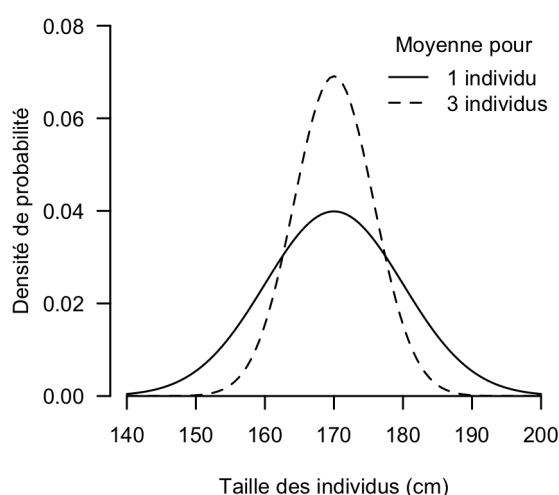 0.08
0.06
0.04
0.02
0.00
Densité de probabilité
Moyenne pour
1 individu
3 individus
140 150 160 170 180 190 200
Taille des individus (cm)